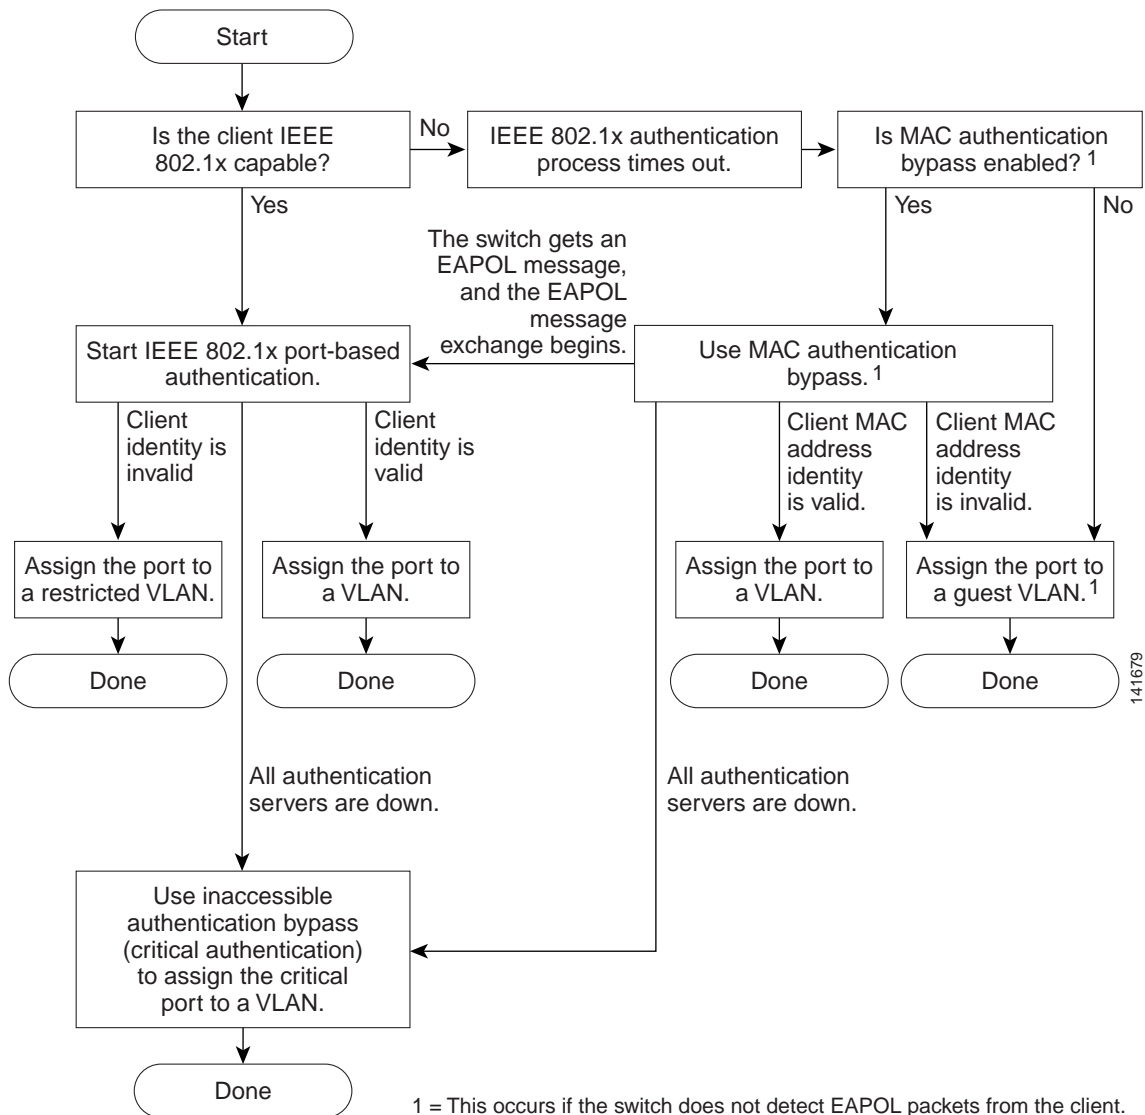 Start
Is the client IEEE
802.1x capable?
No
IEEE 802.1x authentication
process times out.
Is MAC authentication
bypass enabled? 1
Yes
Yes
No
The switch gets an
EAPOL message,
and the EAPOL
message
exchange begins.
Start IEEE 802.1x port-based
authentication.
Use MAC authentication
bypass. 1
Client
identity is
invalid
Client
identity is
valid
Client MAC
address
identity
is valid.
Client MAC
address
identity
is invalid.
Assign the port to
a restricted VLAN.
Assign the port to
a VLAN.
Assign the port to
a VLAN.
Assign the port to
a guest VLAN. 1
Done
Done
Done
Done
141679
All authentication
servers are down.
All authentication
servers are down.
Use inaccessible
authentication bypass
(critical authentication)
to assign the critical
port to a VLAN.
Done
1 = This occurs if the switch does not detect EAPOL packets from the client.